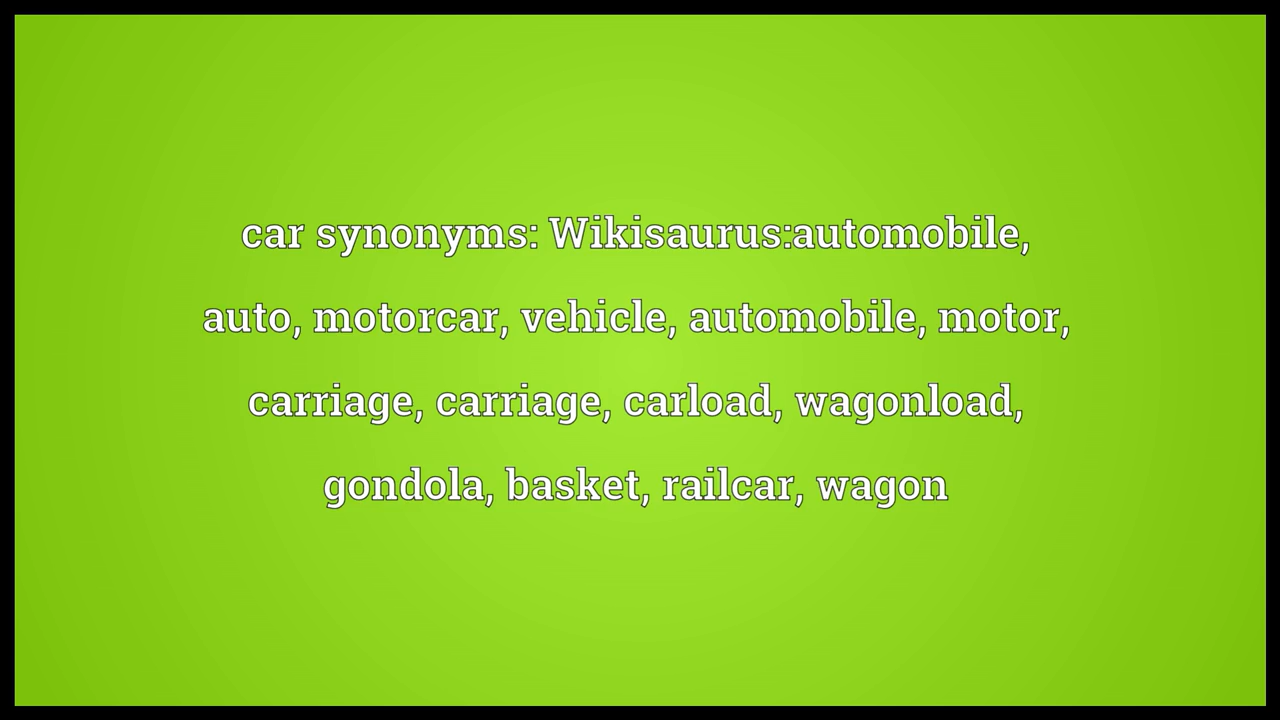 car synonyms: Wikisaurus:automobile,
auto, motorcar, vehicle, automobile, motor,
carriage, carriage, carload, wagonload,
gondola, basket, railcar, wagon